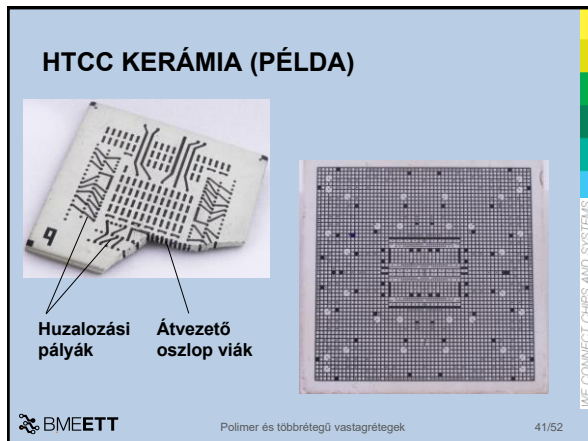 HTCC KERÁMIA (PÉLDA)
9
Huzalozási
pályák
Átvezető
oszlop viák
WE CONNECT CHIPS AND SYSTEMS
BMEETT
Polimer és többrétegű vastagrétegek
41/52